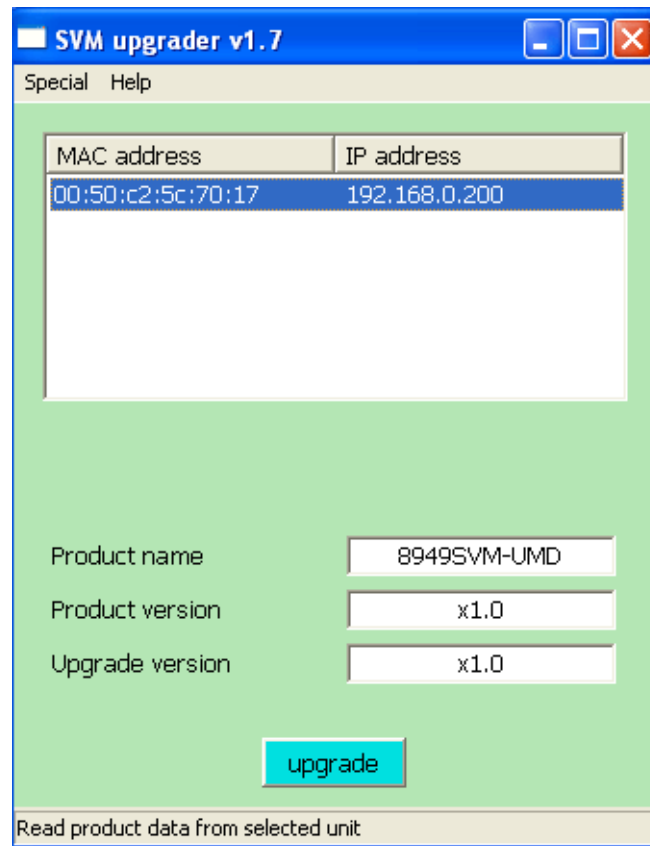 SVM upgrader v1.7
Special Help
MAC address IP address
00:50:c2:5c:70:17 192.168.0.200
Product name 8949SVM-UMD
Product version x1.0
Upgrade version x1.0
upgrade
Read product data from selected unit